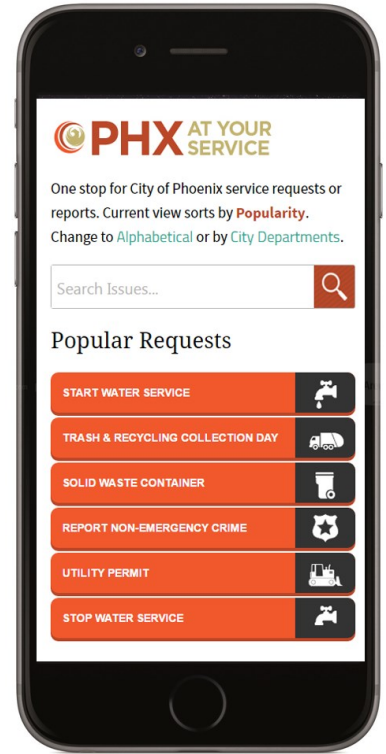 PHX AT YOUR
SERVICE
One stop for City of Phoenix service requests or
reports. Current view sorts by Popularity.
Change to Alphabetical or by City Departments.
Search Issues...
Popular Requests
START WATER SERVICE
TRASH & RECYCLING COLLECTION DAY
SOLID WASTE CONTAINER
REPORT NON-EMERGENCY CRIME
UTILITY PERMIT
STOP WATER SERVICE